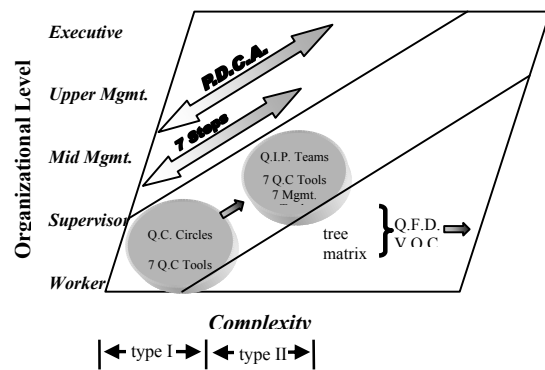 Organizational Level
Executive
Upper Mgmt.
Mid Mgmt.
Supervisor
Worker
P.D.C.A.
7 Steps
Q.I.P. Teams
7 Q.C Tools
7 Mgmt.
Q.C. Circles
7 Q.C Tools
tree
matrix
Q.F.D.
V.O.C
Complexity
type I
type II